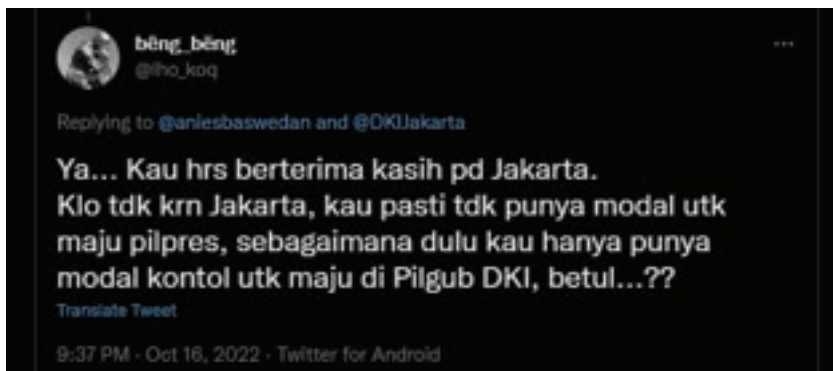 bëng_bëng
@lho_koq
Replying to @aniesbaswedan and @DKIJakarta
Ya... Kau hrs berterima kasih pd Jakarta.
Klo tdk krn Jakarta, kau pasti tdk punya modal utk
maju pilpres, sebagaimana dulu kau hanya punya
modal kontol utk maju di Pilgub DKI, betul...??
Translate Tweet
9:37 PM · Oct 16, 2022 · Twitter for Android